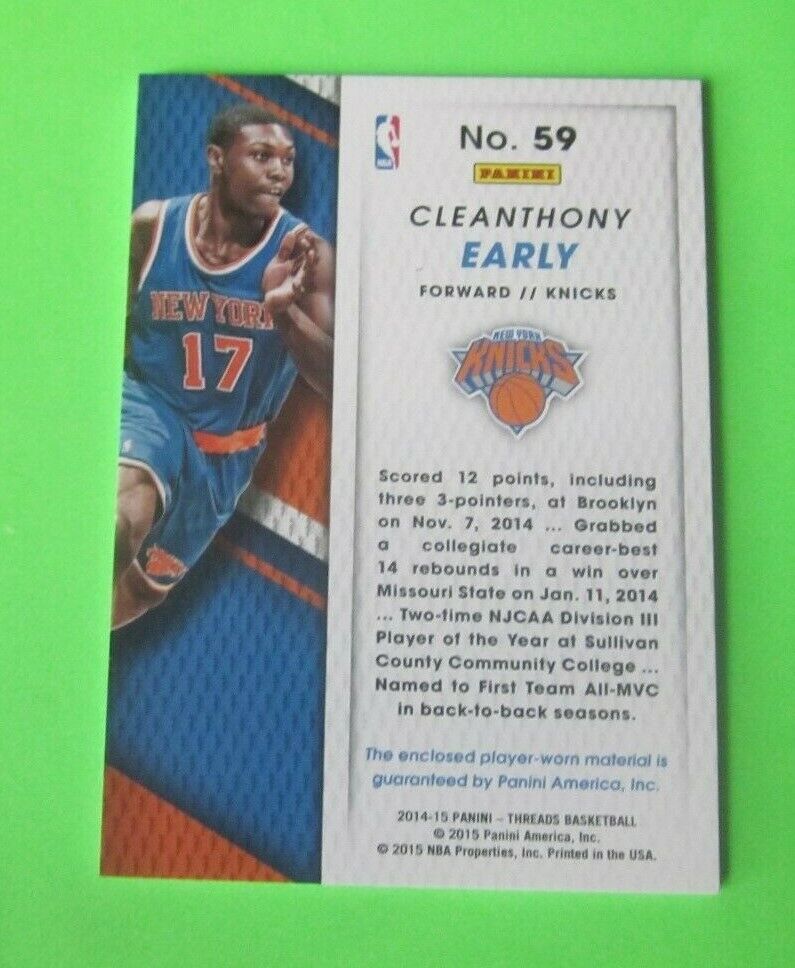 NEW YORK
17
NBA
No. 59
PANINI
CLEANTHONY
EARLY
FORWARD // KNICKS
NEW YORK
KNICKS
Scored 12 points, including
three 3-pointers, at Brooklyn
on Nov. 7, 2014 ... Grabbed
a collegiate career-best
14 rebounds in a win over
Missouri State on Jan. 11, 2014
... Two-time NJCAA Division III
Player of the Year at Sullivan
County Community College ...
Named to First Team All-MVC
in back-to-back seasons.
The enclosed player-worn material is
guaranteed by Panini America, Inc.
2014-15 PANINI – THREADS BASKETBALL
© 2015 Panini America, Inc.
© 2015 NBA Properties, Inc. Printed in the USA.